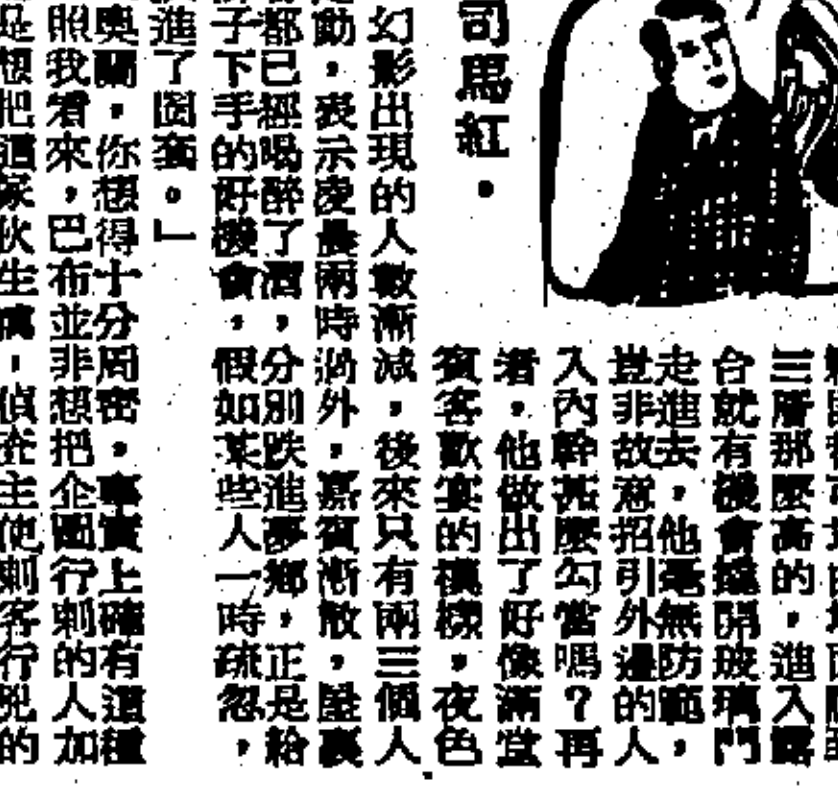 司馬紅。
三層那麼高的,進入露
台就有機會撬開玻璃門
走進去,他毫無防範,
豈非故意招引外邊的人
入內幹甚麼勾當嗎?再
者,他做出了好像滿堂
賓客歡宴的模樣,夜色
幻影出現的人數漸減,後來只有兩三個人
動,表示凌晨兩時過外,嘉賓漸散,屋裏
都已經喝醉了酒,分別跌進夢鄉,正是給
子下手的好機會,假如某些人一時疏忽,
進了圈套。」
奧蘭,你想得十分周密,事實上確有這種
照我看來,巴布並非想把企圖行刺的人加
是想把這傢伙生擒,偵查主使刺客行兇的